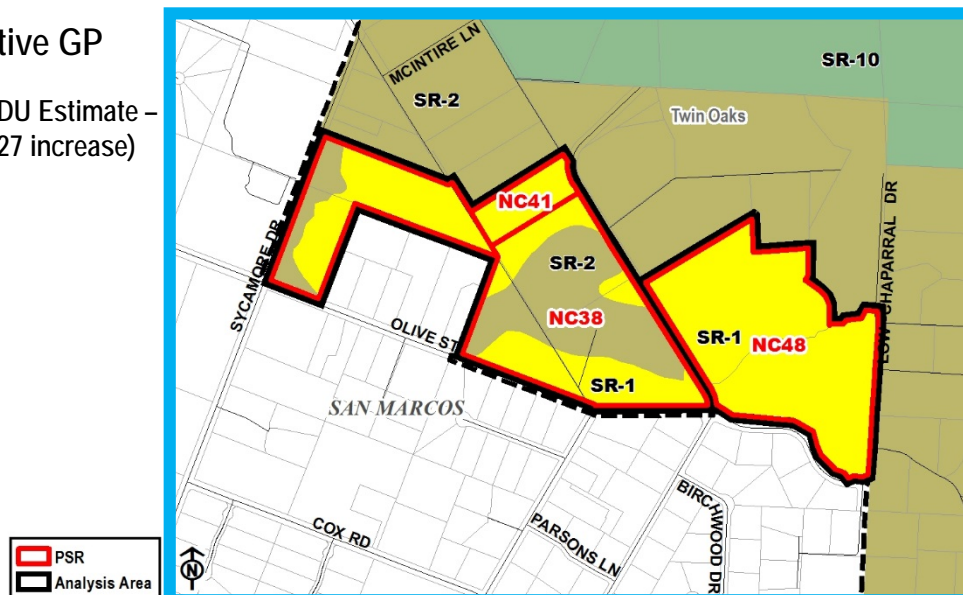 tive GP
DU Estimate –
27 increase)
MCINTIRE LN
SR-2
SR-10
Twin Oaks
NC41
SR-2
NC38
SR-1
NC48
LOW CHAPARRAL DR
SYCAMORE DR
OLIVE ST
SR-1
SAN MARCOS
BIRCHWOOD DR
PARSONS LN
COX RD
N
PSR
Analysis Area